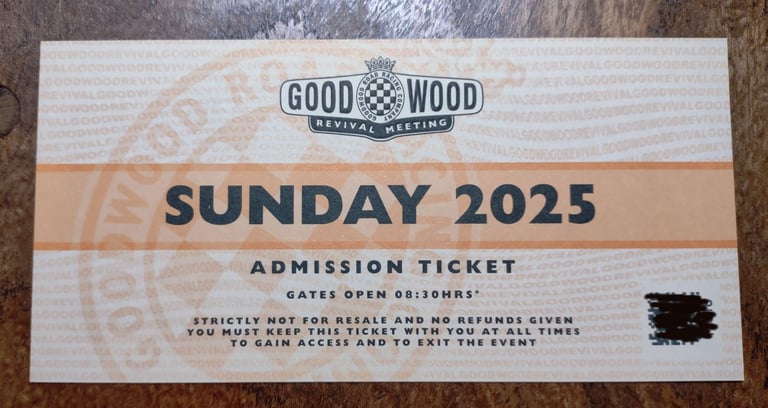 GOODWOOD ROAD RACING COMPANY
GOOD WOOD
REVIVAL MEETING
SUNDAY 2025
ADMISSION TICKET
GATES OPEN 08:30HRS*
STRICTLY NOT FOR RESALE AND NO REFUNDS GIVEN
YOU MUST KEEP THIS TICKET WITH YOU AT ALL TIMES
TO GAIN ACCESS AND TO EXIT THE EVENT